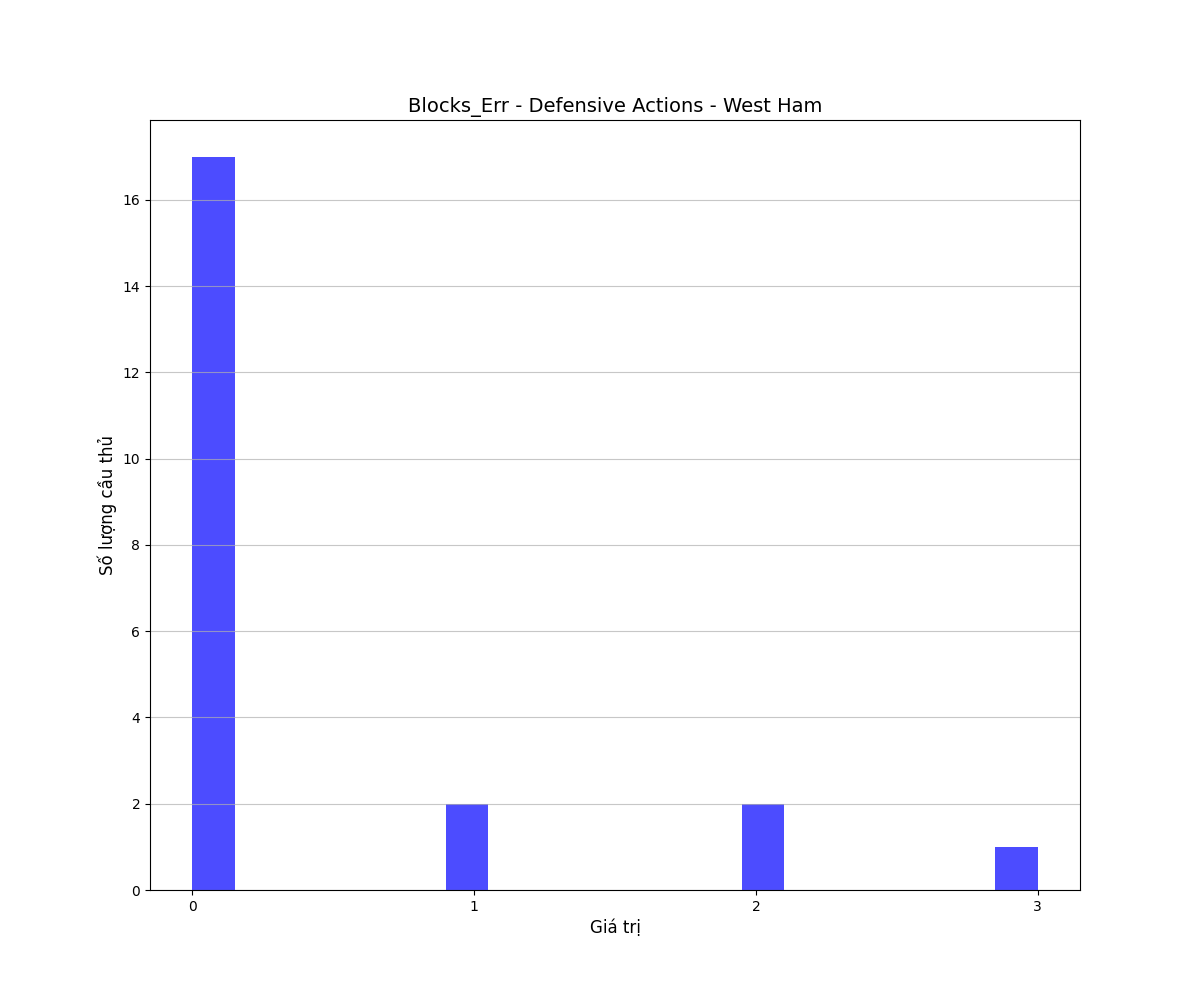 Blocks_Err - Defensive Actions - West Ham
Số lượng cầu thủ
16
14
12
10
8
6
4
2
0
0 1 2 3
Giá trị